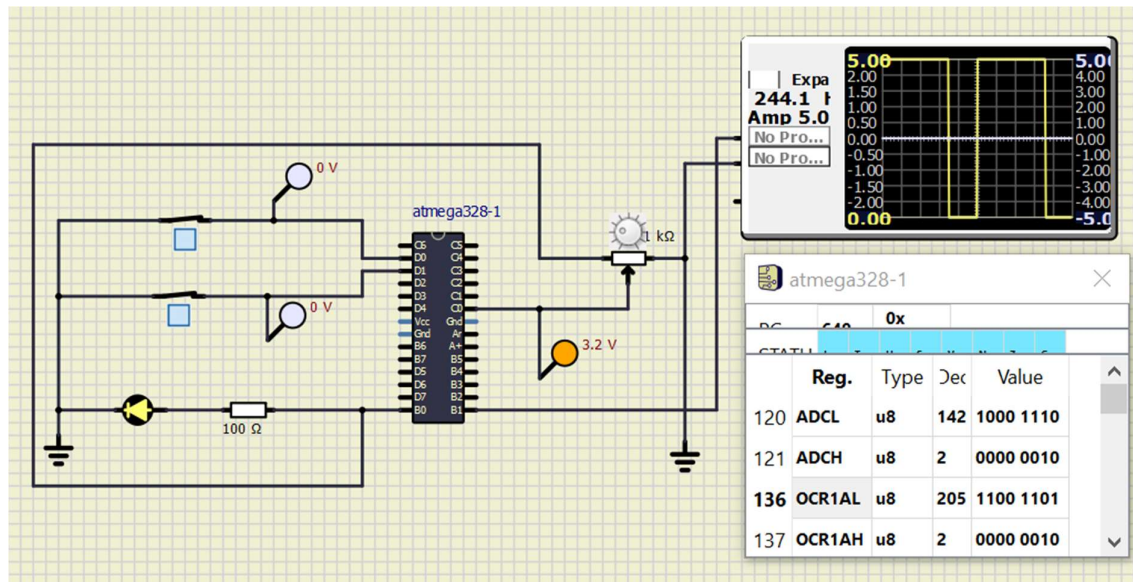 0 V
atmega328-1
0 V
C6 C5
D0 C4
D1 C3
D2 C2
D3 C1
D4 C0
Vcc Gnd
Gnd Ar
B6 A+
B7 B5
D5 B4
D6 B3
D7 B2
B0 B1
1 kΩ
3.2 V
100 Ω
Expa
244.1
Amp 5.0
No Pro...
No Pro...
5.00 5.0
2.00 4.00
1.50 3.00
1.00 2.00
0.50 1.00
0.00 0.00
-0.50 -1.00
-1.00 -2.00
-1.50 -3.00
-2.00 -4.00
0.00 -5.0
atmega328-1
0x
Reg. Type Dec Value
120 ADCL u8 142 1000 1110
121 ADCH u8 2 0000 0010
136 OCR1AL u8 205 1100 1101
137 OCR1AH u8 2 0000 0010